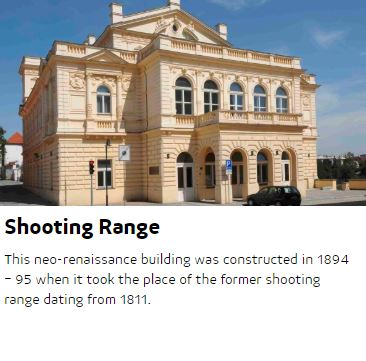 Shooting Range
This neo-renaissance building was constructed in 1894
– 95 when it took the place of the former shooting
range dating from 1811.